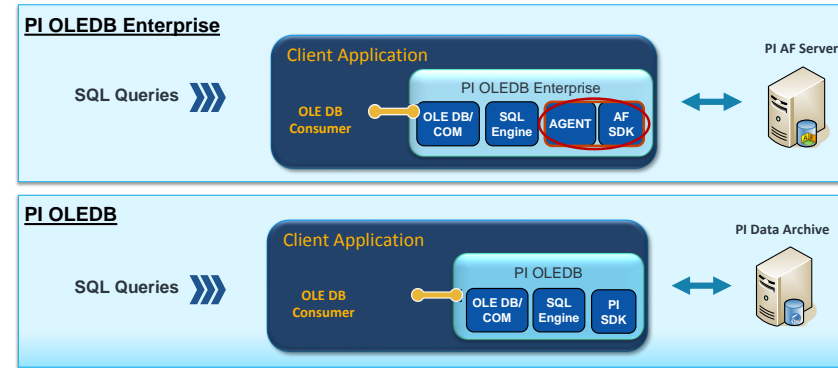 PI OLEDB Enterprise
Client Application
PI AF Server
PI OLEDB Enterprise
SQL Queries
OLE DB
Consumer
OLE DB/
COM
SQL
Engine
AGENT
AF
SDK
PI OLEDB
Client Application
PI Data Archive
PI OLEDB
SQL Queries
OLE DB
Consumer
OLE DB/
COM
SQL
Engine
PI
SDK